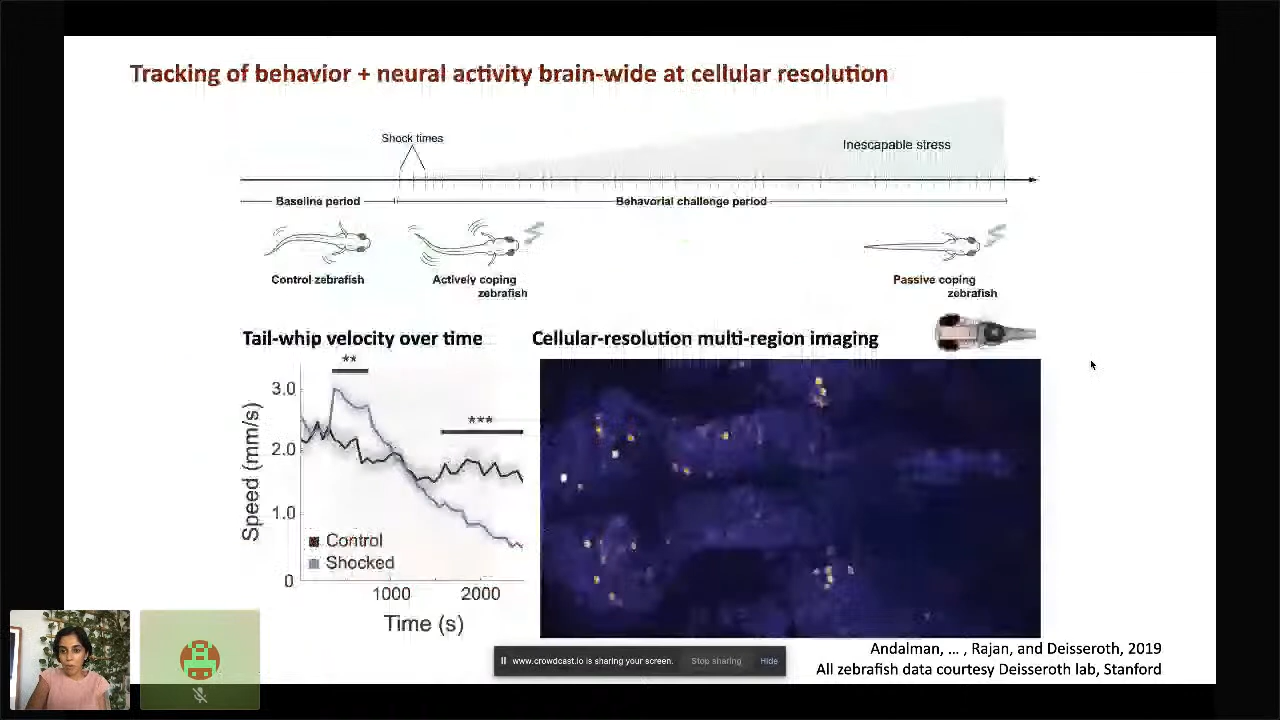 Tracking of behavior + neural activity brain-wide at cellular resolution
Shock times
Inescapable stress
Baseline period
Behavorial challenge period
Control zebrafish
Actively coping
zebrafish
Passive coping
zebrafish
Tail-whip velocity over time
Cellular-resolution multi-region imaging
**
***
3.0
2.0
1.0
0
Speed (mm/s)
Control
Shocked
1000
2000
Time (s)
Andalman, ... , Rajan, and Deisseroth, 2019
All zebrafish data courtesy Deisseroth lab, Stanford
www.crowdcast.io is sharing your screen.
Stop sharing
Hide